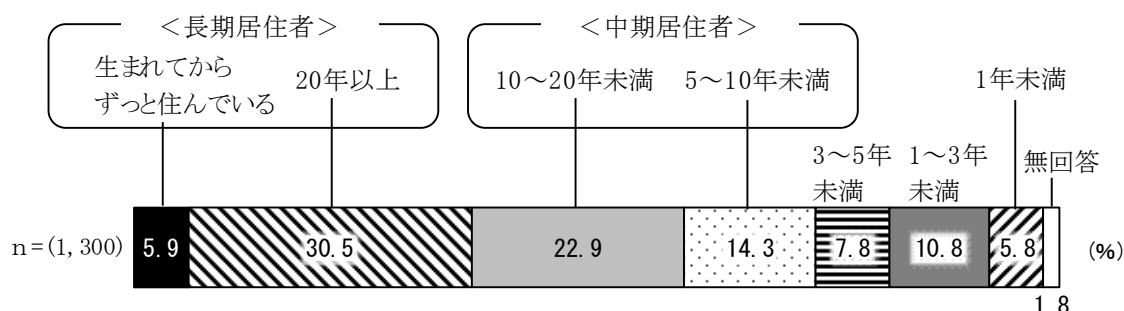 ＜長期居住者＞
＜中期居住者＞
生まれてから
ずっと住んでいる
20年以上
10～20年未満
5～10年未満
3～5年
未満
1～3年
未満
1年未満
無回答
n=(1,300)
5.9
30.5
22.9
14.3
7.8
10.8
5.8
(%)
1.8